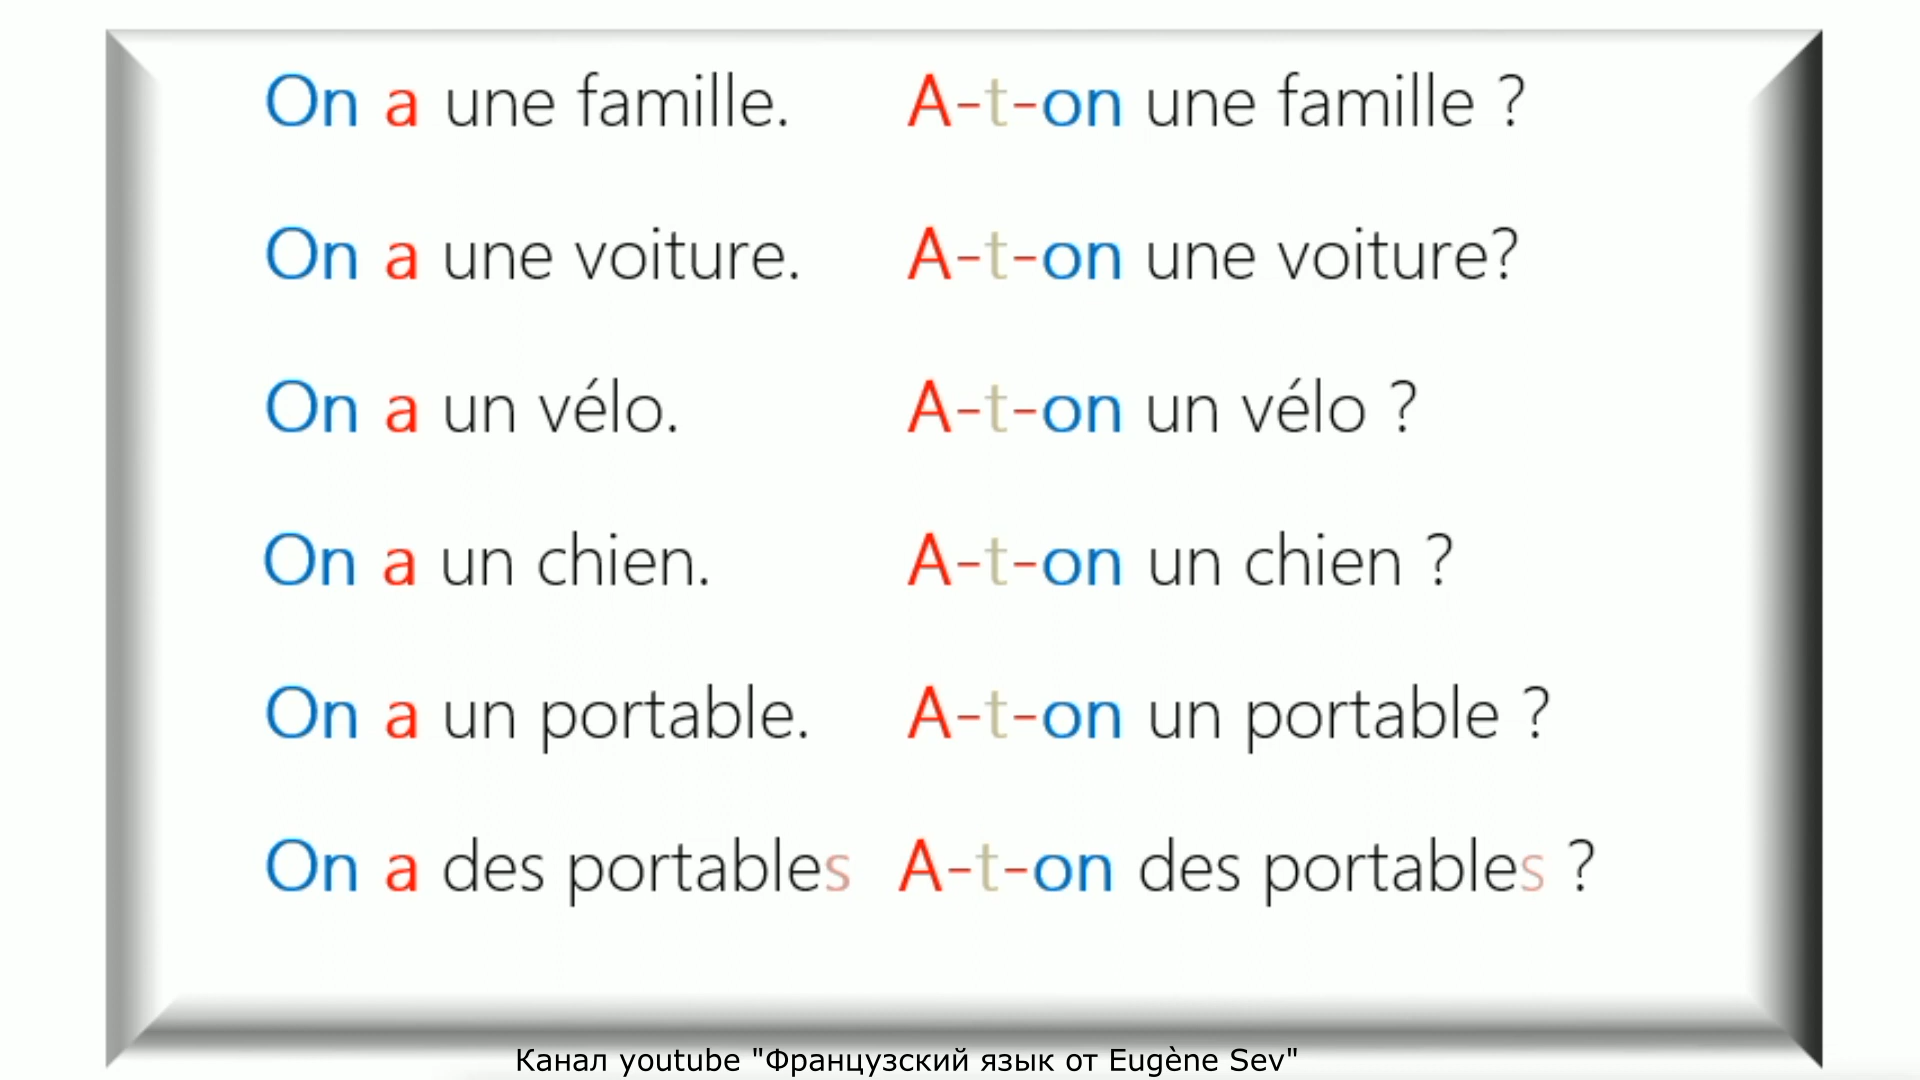 On a une famille. A-t-on une famille ?
On a une voiture. A-t-on une voiture?
On a un vélo. A-t-on un vélo ?
On a un chien. A-t-on un chien ?
On a un portable. A-t-on un portable ?
On a des portables A-t-on des portables ?
Канал youtube "Французский язык от Eugène Sev"